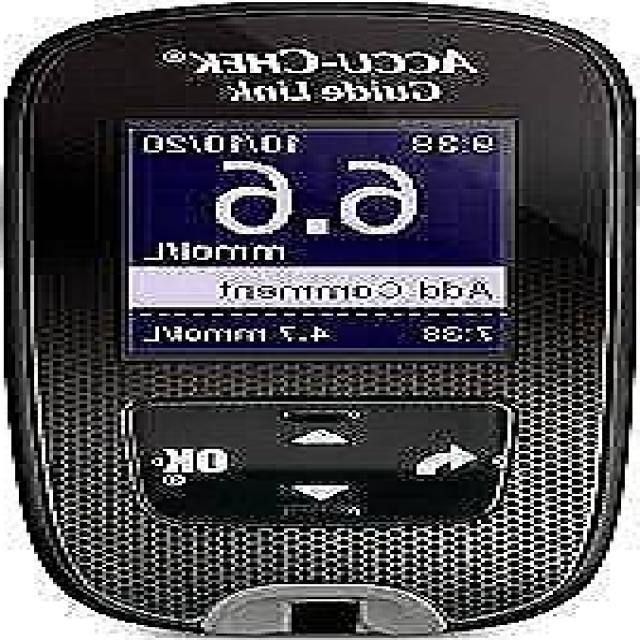 ACCU-CHEK®
Guide Link
9:38 10/10/20
6.6
mmol/L
Add Comment
7:38 4.7 mmol/L
OK